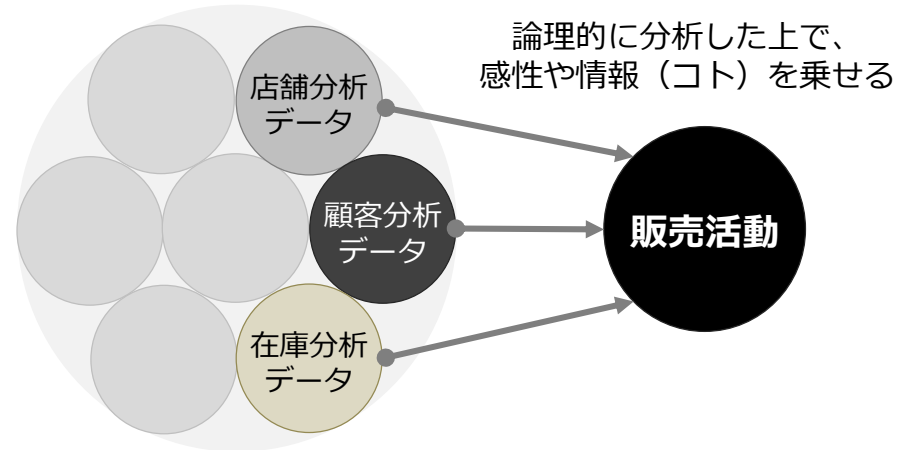 論理的に分析した上で、
感性や情報（コト）を乗せる
店舗分析
データ
顧客分析
データ
販売活動
在庫分析
データ